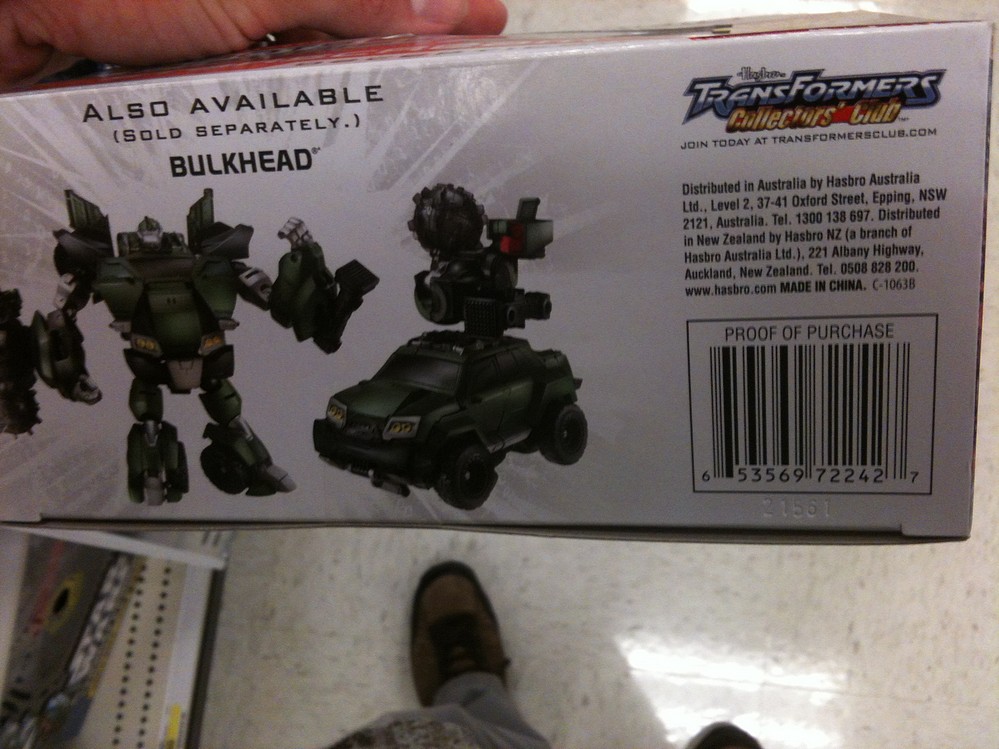 ALSO AVAILABLE
(SOLD SEPARATELY.)
BULKHEAD®
Hasbro
TRANSFORMERS
Collectors' Club™
JOIN TODAY AT TRANSFORMERSCLUB.COM
Distributed in Australia by Hasbro Australia
Ltd., Level 2, 37-41 Oxford Street, Epping, NSW
2121, Australia. Tel. 1300 138 697. Distributed
in New Zealand by Hasbro NZ (a branch of
Hasbro Australia Ltd.), 221 Albany Highway,
Auckland, New Zealand. Tel. 0508 828 200.
www.hasbro.com MADE IN CHINA. C-1063B
PROOF OF PURCHASE
6 53569 72242 7
21561